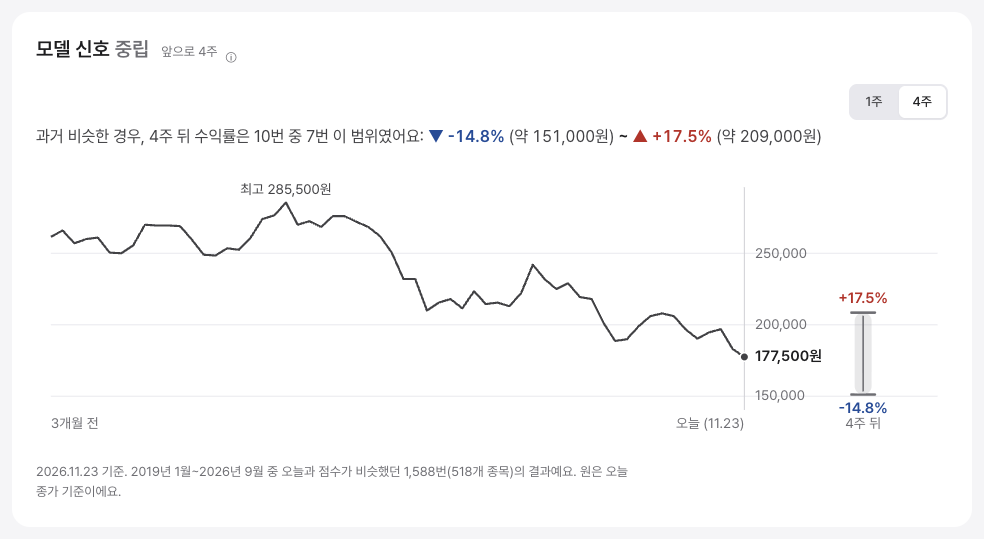 모델 신호 중립 앞으로 4주 ⓘ
1주 4주
과거 비슷한 경우, 4주 뒤 수익률은 10번 중 7번 이 범위였어요: ▼ -14.8% (약 151,000원) ~ ▲ +17.5% (약 209,000원)
최고 285,500원
250,000
+17.5%
200,000
177,500원
150,000
-14.8%
3개월 전
오늘 (11.23)
4주 뒤
2026.11.23 기준. 2019년 1월~2026년 9월 중 오늘과 점수가 비슷했던 1,588번(518개 종목)의 결과예요. 원은 오늘
종가 기준이에요.